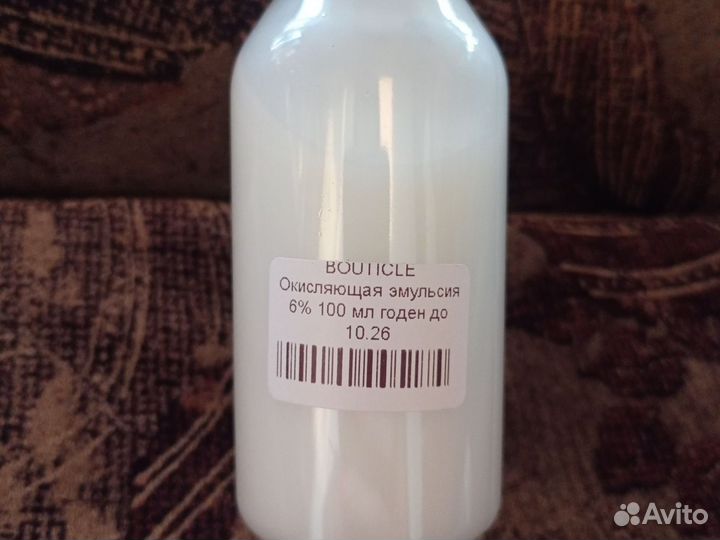 BOUTICLE
Окисляющая эмульсия
6% 100 мл годен до
10.26
Avito